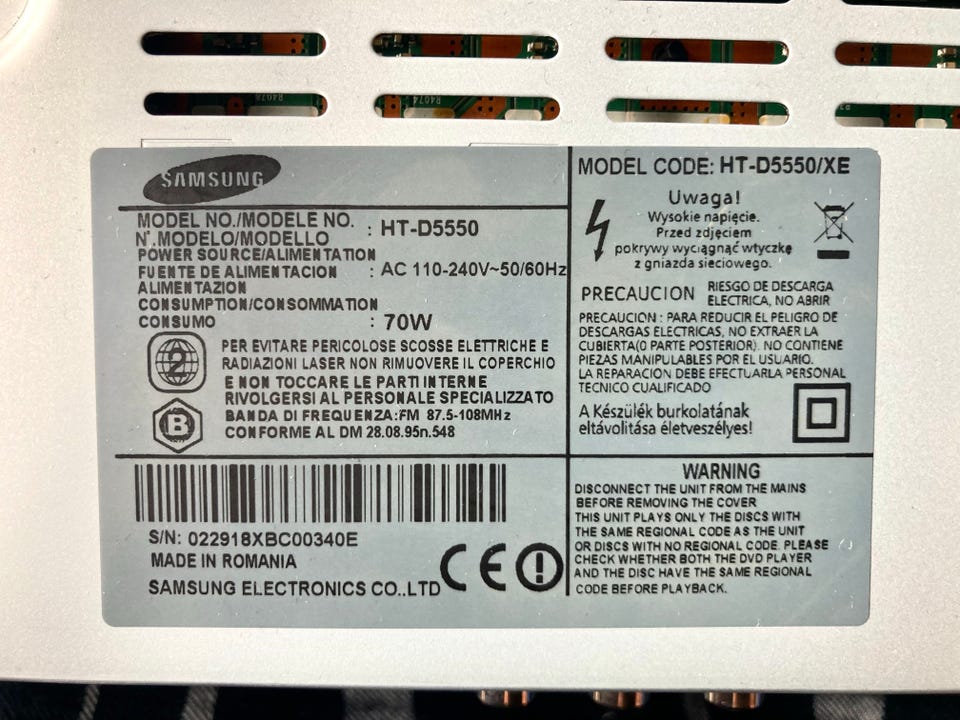 SAMSUNG
MODEL NO./MODELE NO.
N°.MODELO/MODELLO : HT-D5550
POWER SOURCE/ALIMENTATION
FUENTE DE ALIMENTACION : AC 110-240V~50/60Hz
ALIMENTAZION
CONSUMPTION/CONSOMMATION
CONSUMO : 70W
2
PER EVITARE PERICOLOSE SCOSSE ELETTRICHE E
RADIAZIONI LASER NON RIMUOVERE IL COPERCHIO
E NON TOCCARE LE PARTI INTERNE
RIVOLGERSI AL PERSONALE SPECIALIZZATO
B
BANDA DI FREQUENZA:FM 87.5-108MHz
CONFORME AL DM 28.08.95n.548
S/N: 022918XBC00340E
MADE IN ROMANIA
SAMSUNG ELECTRONICS CO.,LTD
CE
MODEL CODE: HT-D5550/XE
Uwaga!
Wysokie napięcie.
Przed zdjęciem
pokrywy wyciągnąć wtyczkę
z gniazda sieciowego.
PRECAUCION RIESGO DE DESCARGA
ELECTRICA, NO ABRIR
PRECAUCION : PARA REDUCIR EL PELIGRO DE
DESCARGAS ELECTRICAS, NO EXTRAER LA
CUBIERTA(O PARTE POSTERIOR). NO CONTIENE
PIEZAS MANIPULABLES POR EL USUARIO.
LA REPARACION DEBE EFECTUARLA PERSONAL
TECNICO CUALIFICADO
A Készülék burkolatának
eltávolítása életveszélyes!
WARNING
DISCONNECT THE UNIT FROM THE MAINS
BEFORE REMOVING THE COVER
THIS UNIT PLAYS ONLY THE DISCS WITH
THE SAME REGIONAL CODE AS THE UNIT
OR DISCS WITH NO REGIONAL CODE. PLEASE
CHECK WHETHER BOTH THE DVD PLAYER
AND THE DISC HAVE THE SAME REGIONAL
CODE BEFORE PLAYBACK.